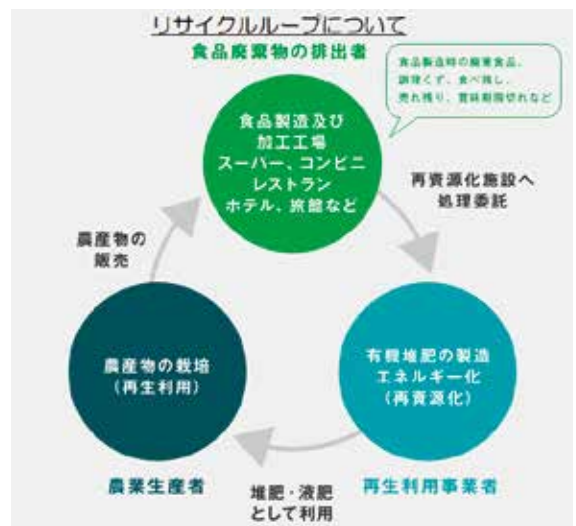 リサイクルループについて
食品廃棄物の排出者
食品製造時の廃棄食品、
調理くず、食べ残し、
売れ残り、賞味期限切れなど
食品製造及び
加工工場
スーパー、コンビニ
レストラン
ホテル、旅館など
再資源化施設へ
処理委託
農産物の
販売
農産物の栽培
(再生利用)
有機堆肥の製造
エネルギー化
(再資源化)
農業生産者
堆肥・液肥
として利用
再生利用事業者